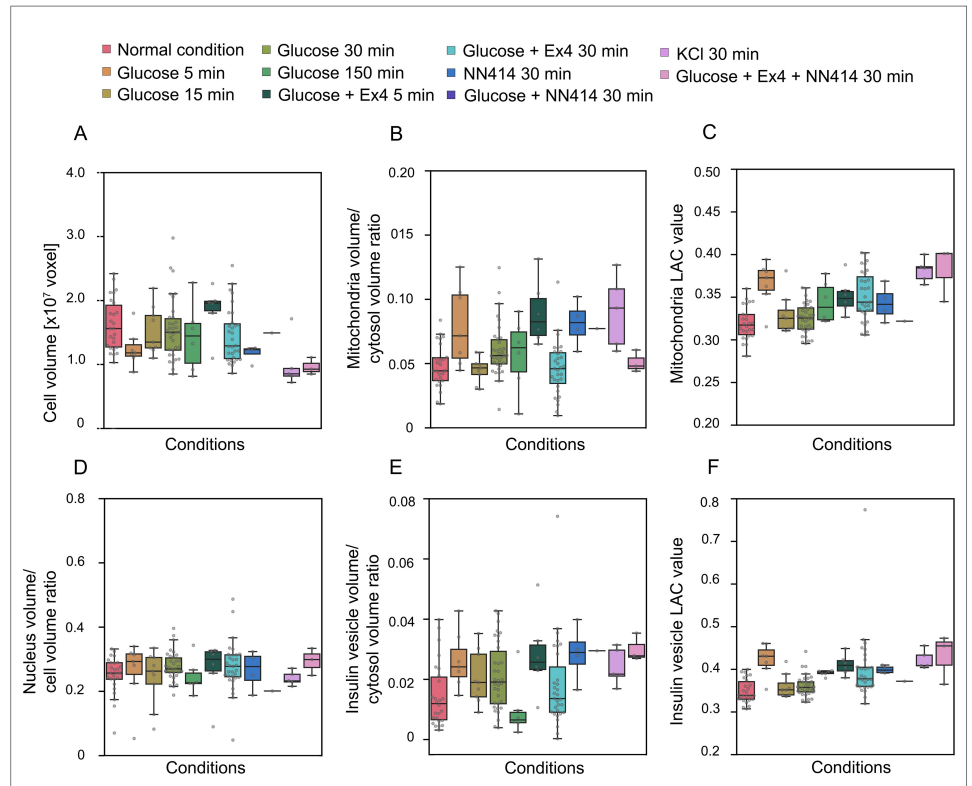 Normal condition
Glucose 5 min
Glucose 15 min
Glucose 30 min
Glucose 150 min
Glucose + Ex4 5 min
Glucose + Ex4 30 min
NN414 30 min
Glucose + NN414 30 min
KCl 30 min
Glucose + Ex4 + NN414 30 min
A
Cell volume [x10⁷ voxel]
4.0
3.0
2.0
1.0
0
Conditions
B
Mitochondria volume/
cytosol volume ratio
0.20
0.15
0.10
0.05
0
Conditions
C
Mitochondria LAC value
0.50
0.45
0.40
0.35
0.30
0.20
Conditions
D
Nucleus volume/
cell volume ratio
0.8
0.6
0.4
0.2
0
Conditions
E
Insulin vesicle volume/
cytosol volume ratio
0.08
0.06
0.04
0.02
0
Conditions
F
Insulin vesicle LAC value
0.8
0.7
0.6
0.5
0.4
0.3
0.2
Conditions